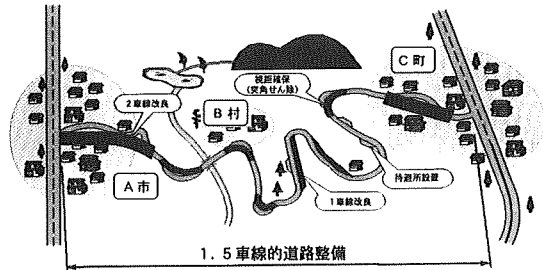 C町
視距確保
(突角せん除)
2車線改良
B村
A市
待避所設置
1車線改良
1.5車線的道路整備